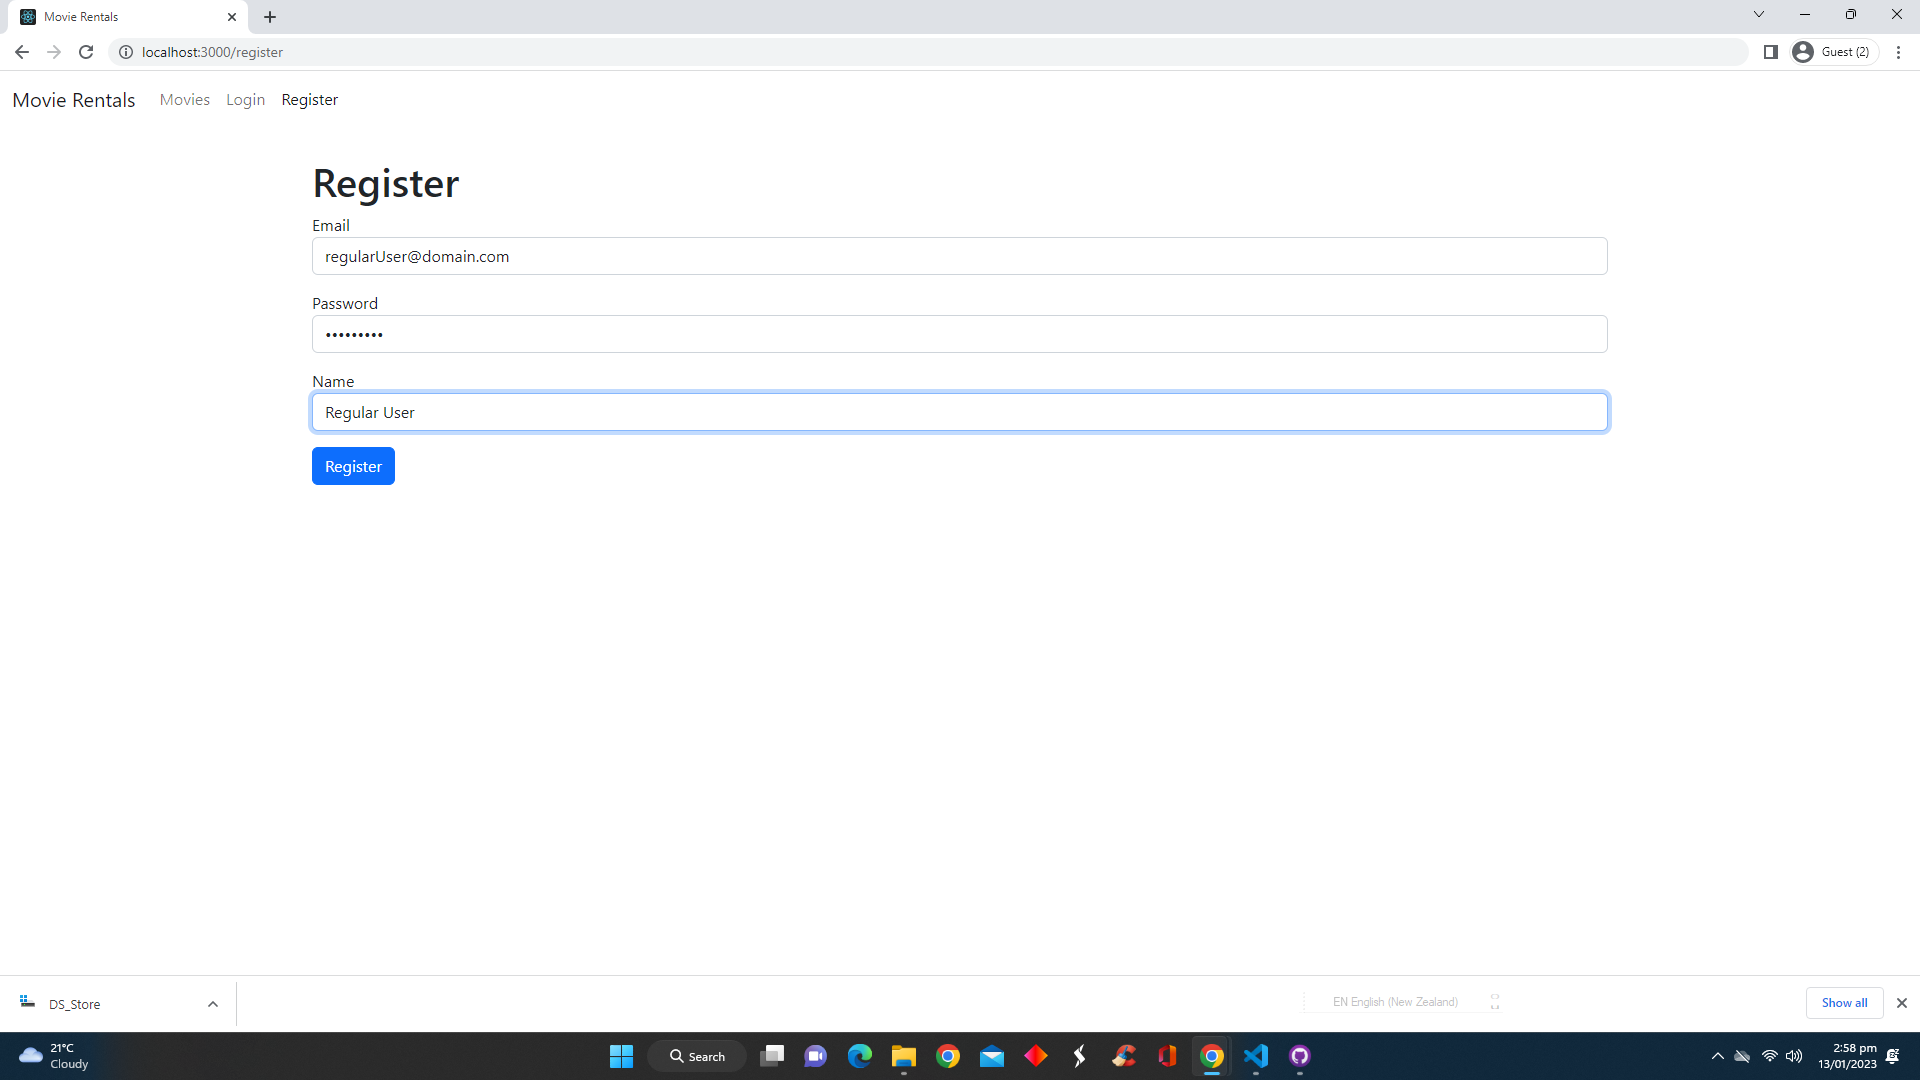 Movie Rentals
localhost:3000/register
Guest (2)
Movie Rentals Movies Login Register
Register
Email
regularUser@domain.com
Password
•••••••••
Name
Regular User
Register
DS_Store
EN English (New Zealand)
Show all
21°C
Cloudy
Search
2:58 pm
13/01/2023